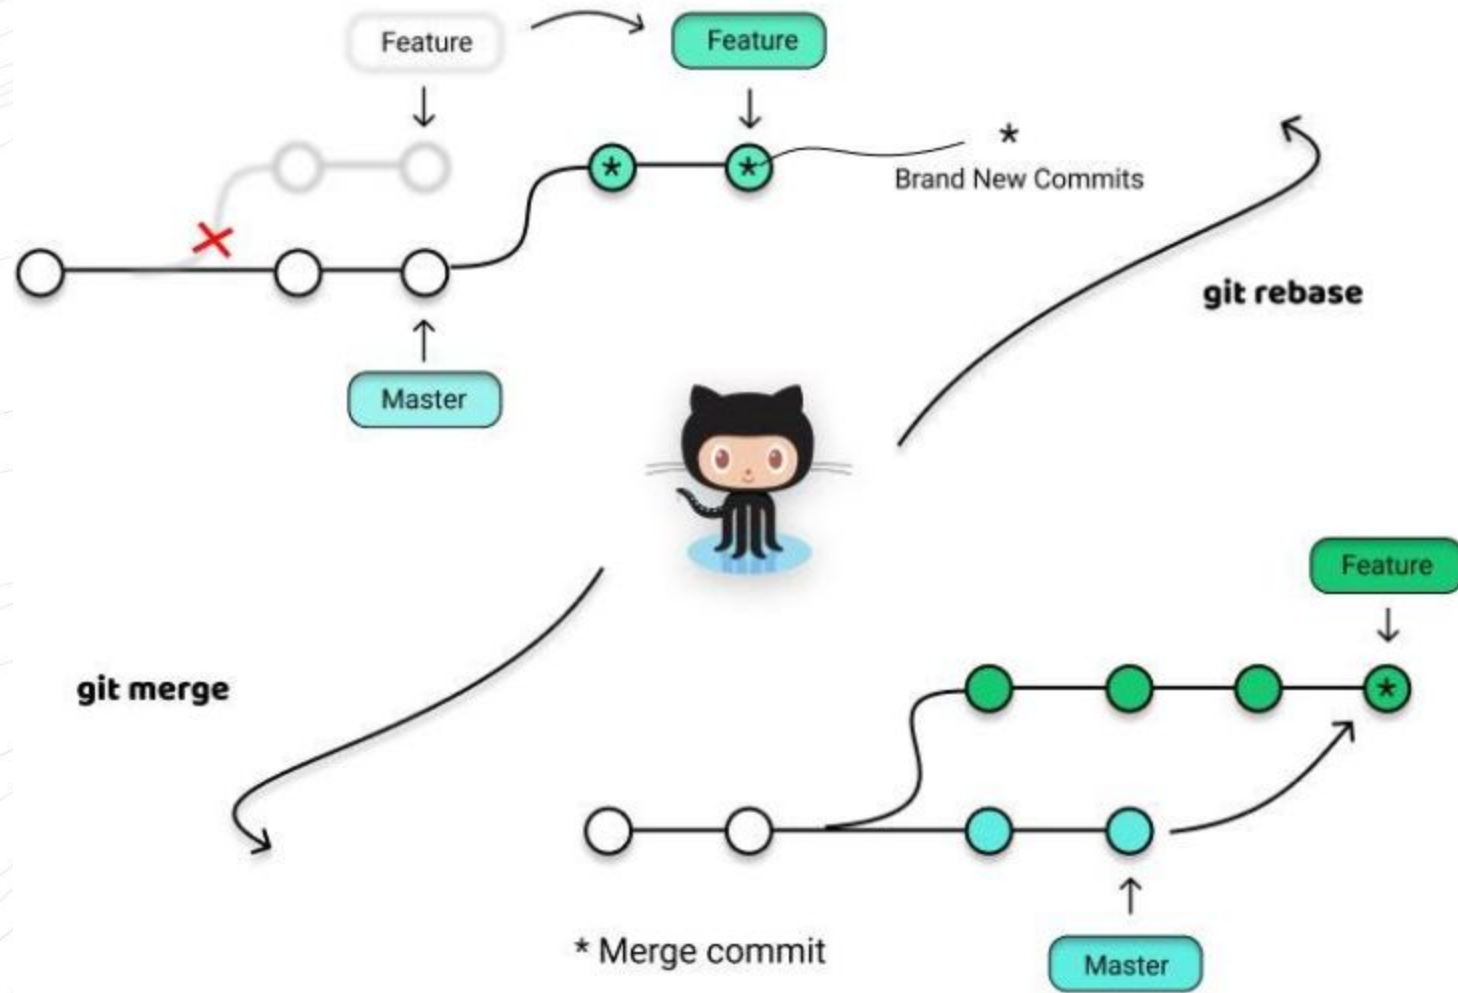 Feature
Feature
*
*
*
Brand New Commits
git rebase
Master
Feature
git merge
*
* Merge commit
Master